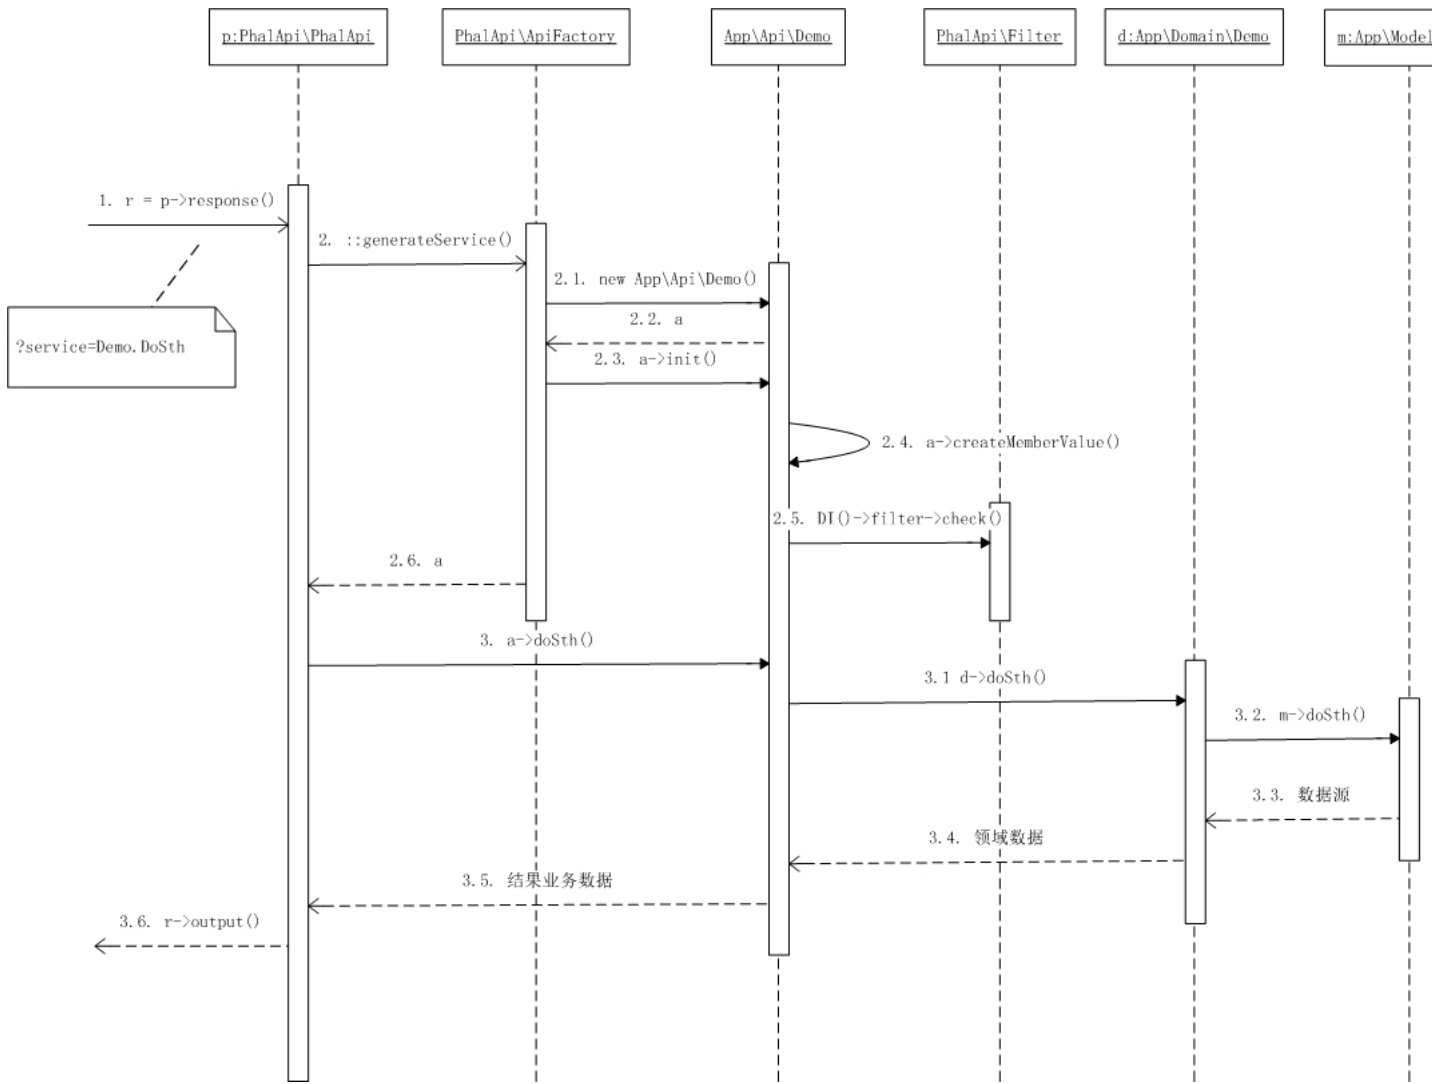 p:PhalApi\PhalApi
PhalApi\ApiFactory
App\Api\Demo
PhalApi\Filter
d:App\Domain\Demo
m:App\Model
1. r = p->response()
2. ::generateService()
2.1. new App\Api\Demo()
2.2. a
?service=Demo.DoSth
2.3. a->init()
2.4. a->createMemberValue()
2.5. DI()->filter->check()
2.6. a
3. a->doSth()
3.1 d->doSth()
3.2. m->doSth()
3.3. 数据源
3.4. 领域数据
3.5. 结果业务数据
3.6. r->output()